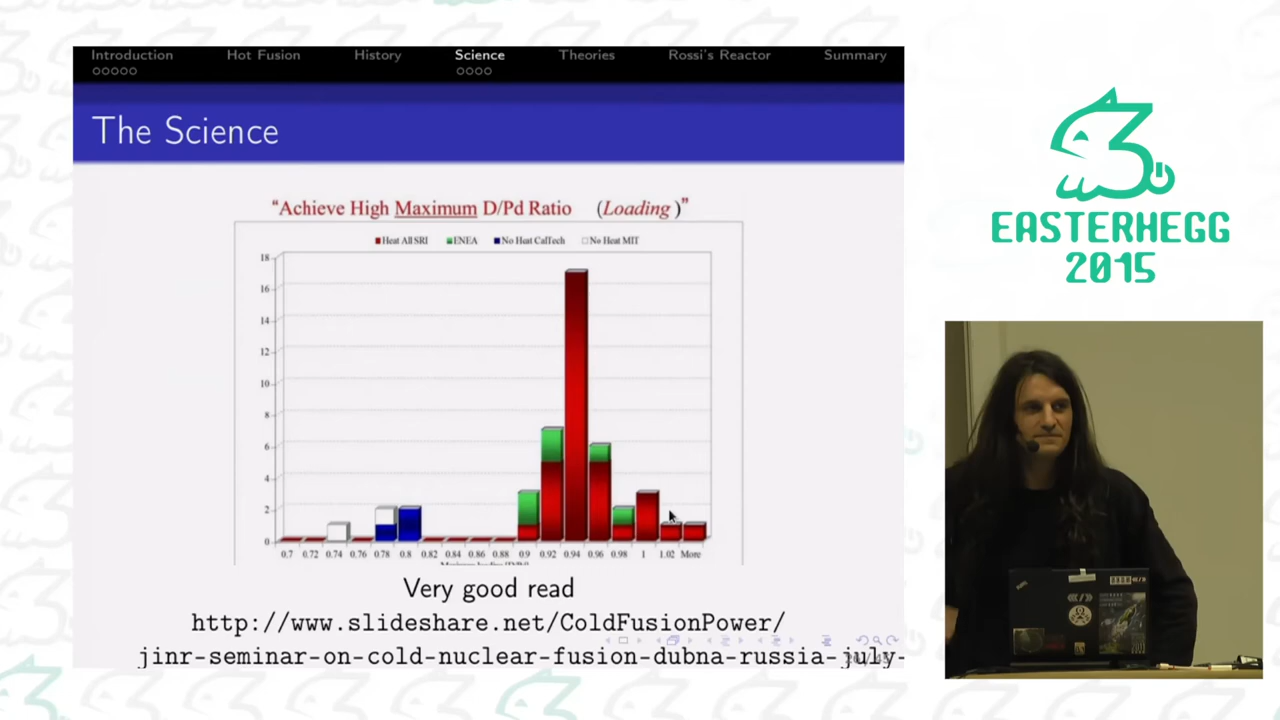 Introduction Hot Fusion History Science Theories Rossi's Reactor Summary
The Science
"Achieve High Maximum D/Pd Ratio (Loading)"
Heat All SRI ENEA No Heat CalTech No Heat MIT
18
16
14
12
10
8
6
4
2
0
0.7 0.72 0.74 0.76 0.78 0.8 0.82 0.84 0.86 0.88 0.9 0.92 0.94 0.96 0.98 1 1.02 More
Very good read
http://www.slideshare.net/ColdFusionPower/
jinr-seminar-on-cold-nuclear-fusion-dubna-russia-july-
EASTERHEGG
2015